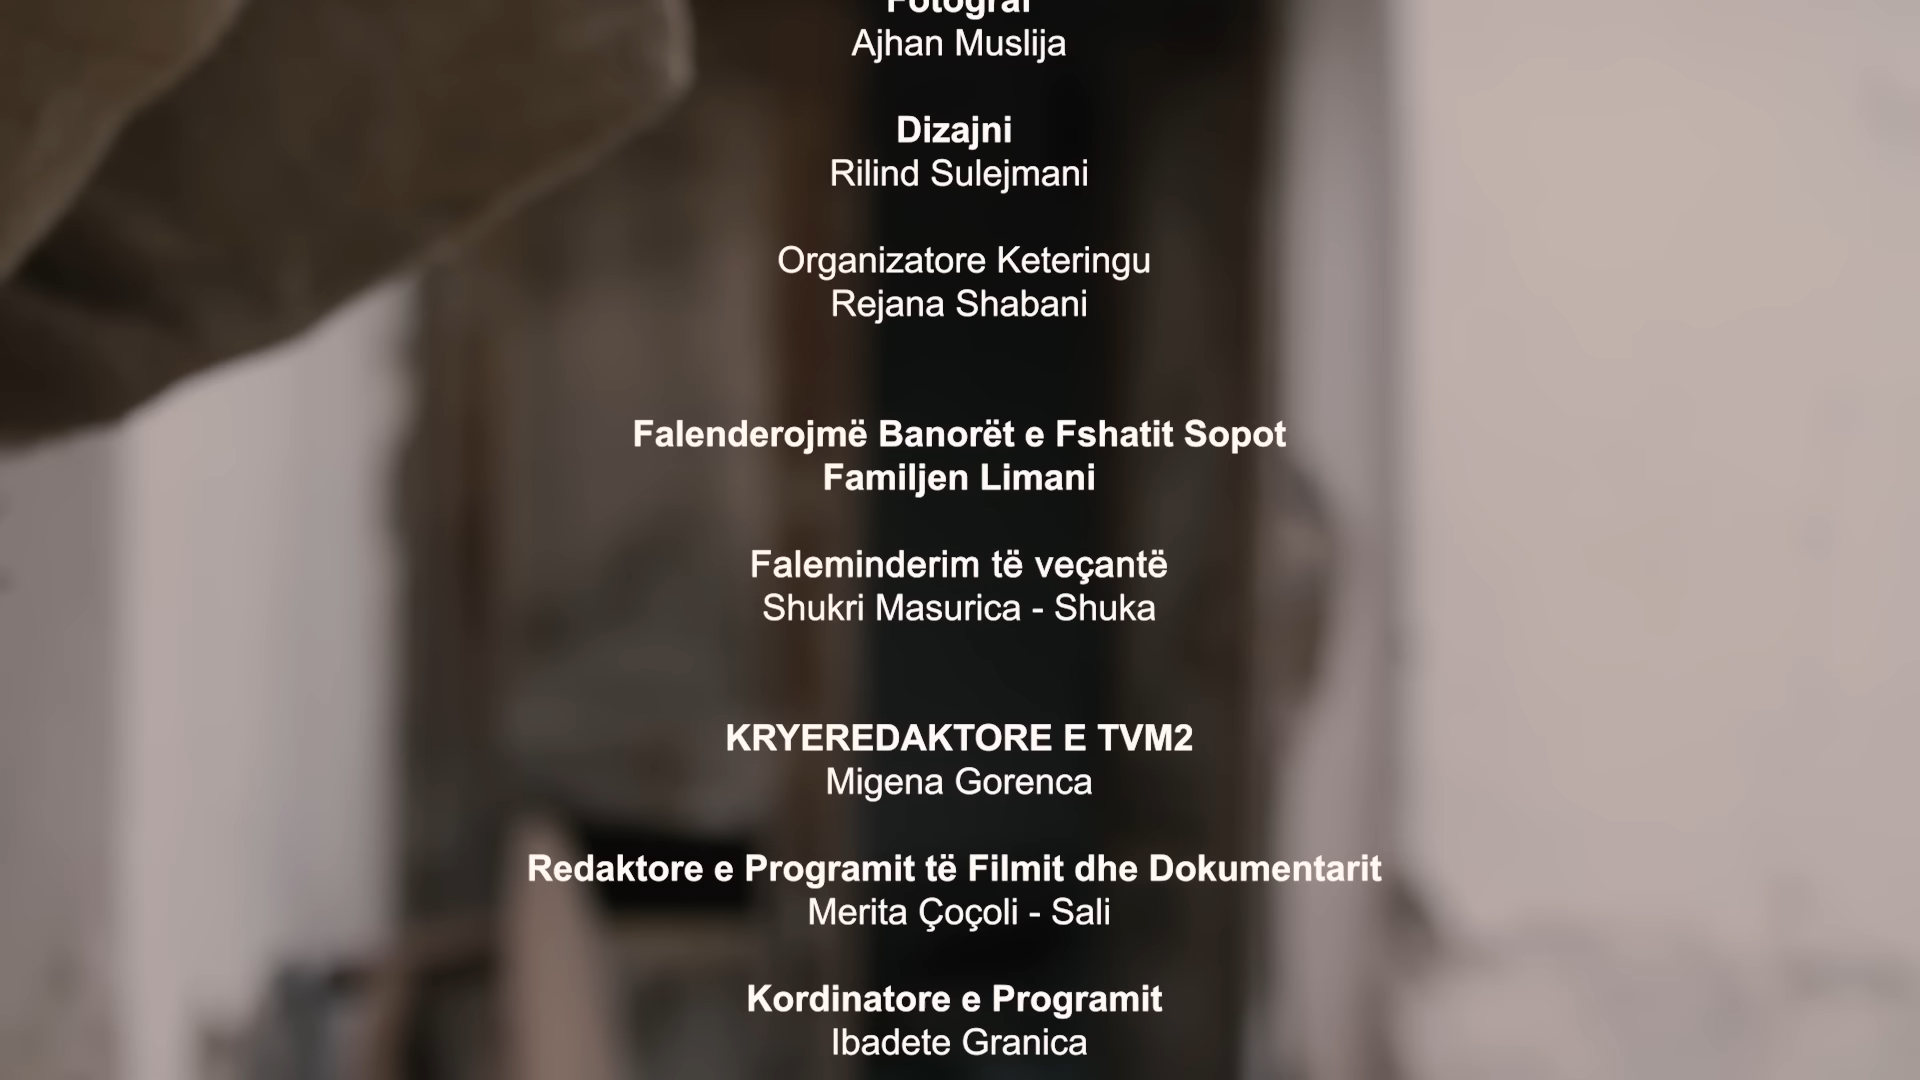 Fotograf
Ajhan Muslija
Dizajni
Rilind Sulejmani
Organizatore Keteringu
Rejana Shabani
Falenderojmë Banorët e Fshatit Sopot
Familjen Limani
Faleminderim të veçantë
Shukri Masurica - Shuka
KRYEREDAKTORE E TVM2
Migena Gorenca
Redaktore e Programit të Filmit dhe Dokumentarit
Merita Çoçoli - Sali
Kordinatore e Programit
Ibadete Granica